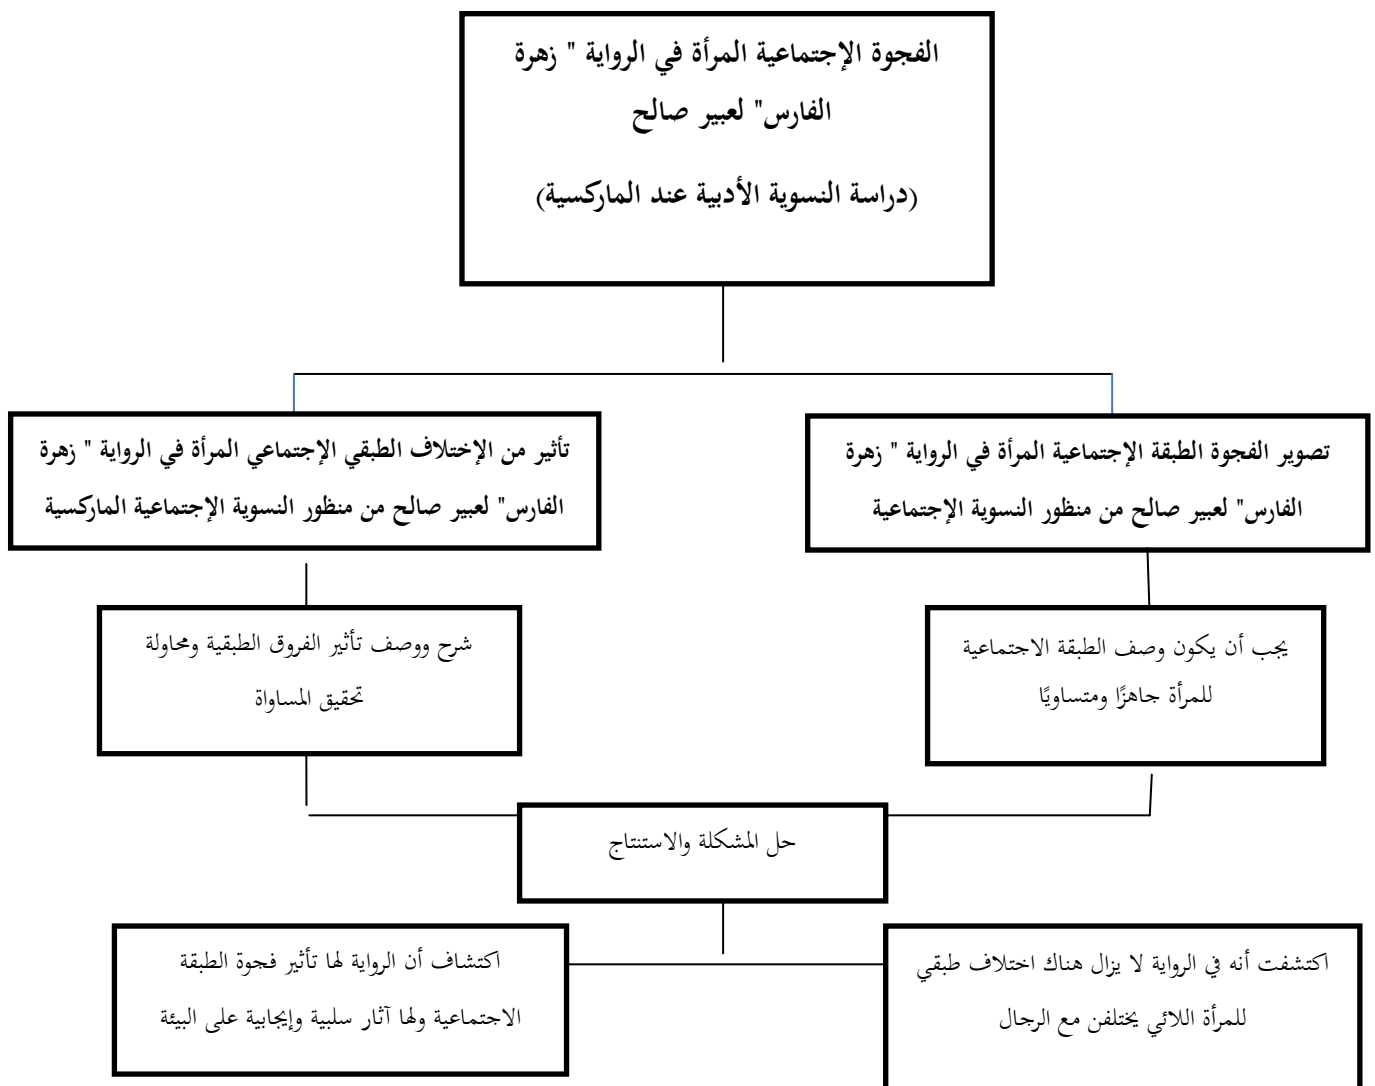 الفجوة الإجتماعية المرأة في الرواية " زهرة
الفارس" لعبير صالح
(دراسة النسوية الأدبية عند الماركسية)
تصوير الفجوة الطبقة الإجتماعية المرأة في الرواية " زهرة
الفارس" لعبير صالح من منظور النسوية الإجتماعية
تأثير من الإختلاف الطبقي الإجتماعي المرأة في الرواية " زهرة
الفارس" لعبير صالح من منظور النسوية الإجتماعية الماركسية
يجب أن يكون وصف الطبقة الاجتماعية
للمرأة جاهزًا ومتساويًا
شرح ووصف تأثير الفروق الطبقية ومحاولة
تحقيق المساواة
حل المشكلة والاستنتاج
اكتشفت أنه في الرواية لا يزال هناك اختلاف طبقي
للمرأة اللائي يختلفن مع الرجال
اكتشاف أن الرواية لها تأثير فجوة الطبقة
الاجتماعية ولها آثار سلبية وإيجابية على البيئة